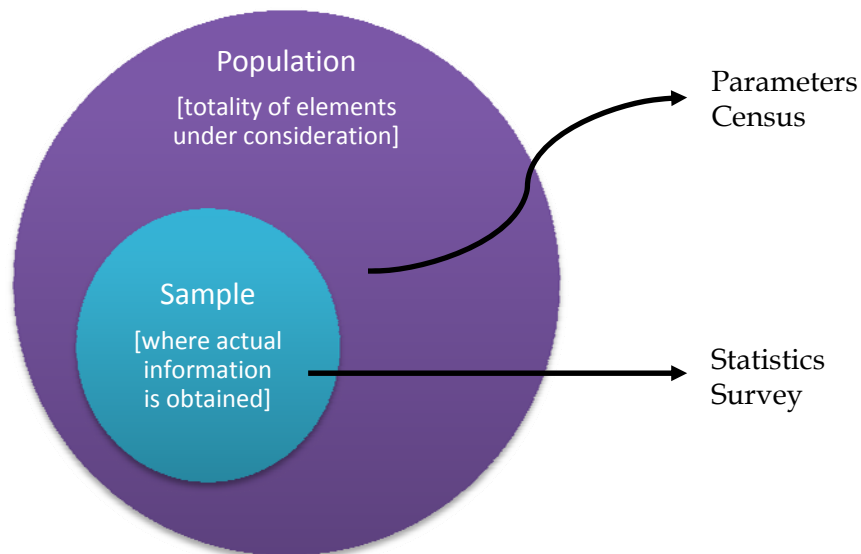 Population
[totality of elements
under consideration]
Parameters
Census
Sample
[where actual
information
is obtained]
Statistics
Survey